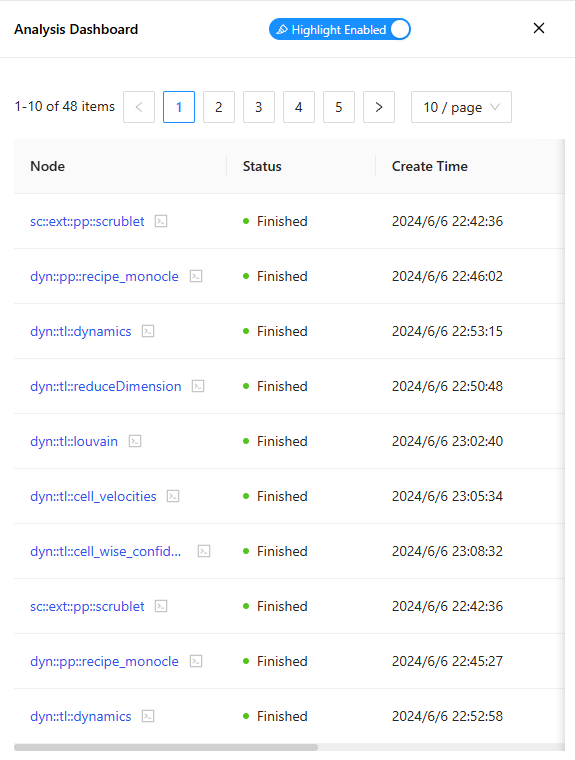 Analysis Dashboard
Highlight Enabled
1-10 of 48 items < 1 2 3 4 5 > 10 / page
Node Status Create Time
sc::ext::pp::scrublet Finished 2024/6/6 22:42:36
dyn::pp::recipe_monocle Finished 2024/6/6 22:46:02
dyn::tl::dynamics Finished 2024/6/6 22:53:15
dyn::tl::reduceDimension Finished 2024/6/6 22:50:48
dyn::tl::louvain Finished 2024/6/6 23:02:40
dyn::tl::cell_velocities Finished 2024/6/6 23:05:34
dyn::tl::cell_wise_confid... Finished 2024/6/6 23:08:32
sc::ext::pp::scrublet Finished 2024/6/6 22:42:36
dyn::pp::recipe_monocle Finished 2024/6/6 22:45:27
dyn::tl::dynamics Finished 2024/6/6 22:52:58